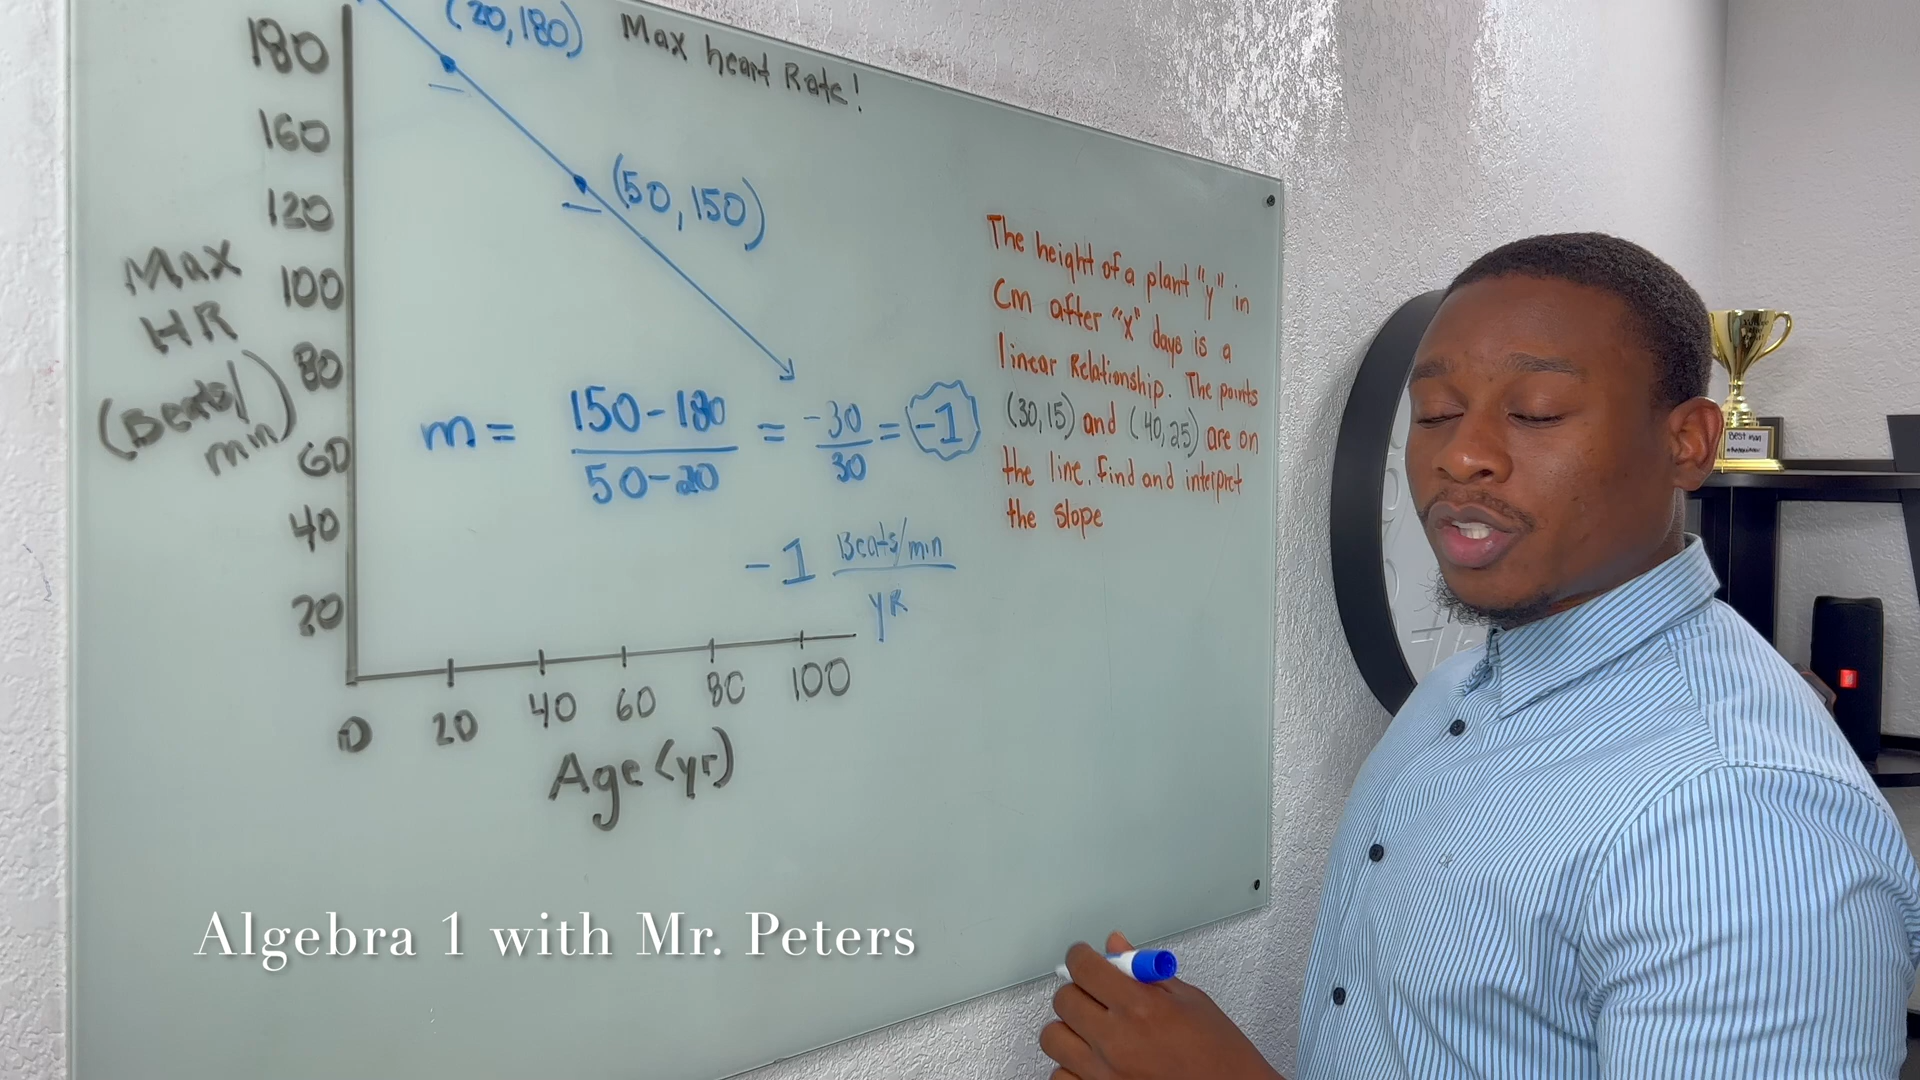 (20,180)
Max heart Rate!
180
160
120
100
80
60
40
20
Max
HR
(Beats/
min)
(50,150)
m = 150-180 / 50-20 = -30 / 30 = -1
-1 Beats/min / YR
0 20 40 60 80 100
Age (yr)
The height of a plant "y" in
Cm after "x" days is a
linear Relationship. The points
(30,15) and (40,25) are on
the line. Find and interpret
the slope
Best man
Algebra 1 with Mr. Peters